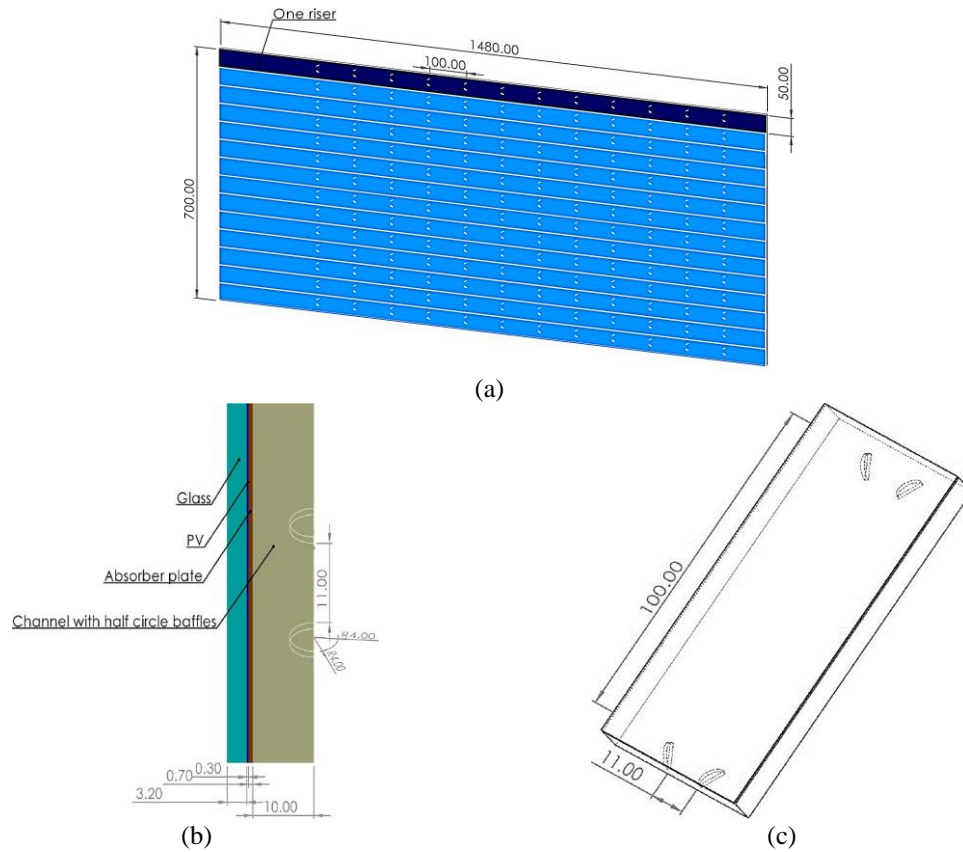 One riser
1480.00
100.00
50.00
700.00
(a)
Glass
PV
Absorber plate
Channel with half circle baffles
11.00
R4.00
R4.00
0.70 0.30
3.20
10.00
(b)
100.00
11.00
(c)